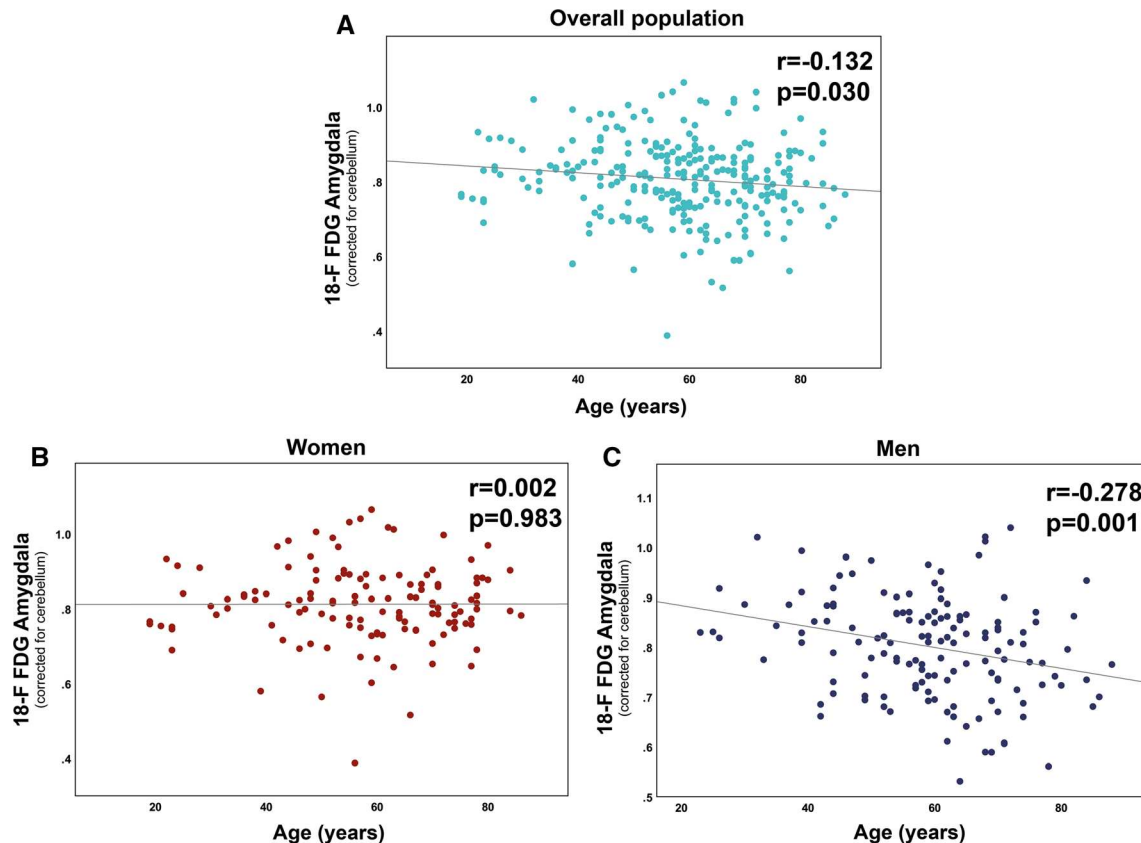 A
Overall population
r=-0.132
p=0.030
18-F FDG Amygdala
(corrected for cerebellum)
1.0
.8
.6
.4
20 40 60 80
Age (years)
B
Women
r=0.002
p=0.983
18-F FDG Amygdala
(corrected for cerebellum)
1.0
.8
.6
.4
20 40 60 80
Age (years)
C
Men
r=-0.278
p=0.001
18-F FDG Amygdala
(corrected for cerebellum)
1.1
1.0
.9
.8
.7
.6
.5
20 40 60 80
Age (years)